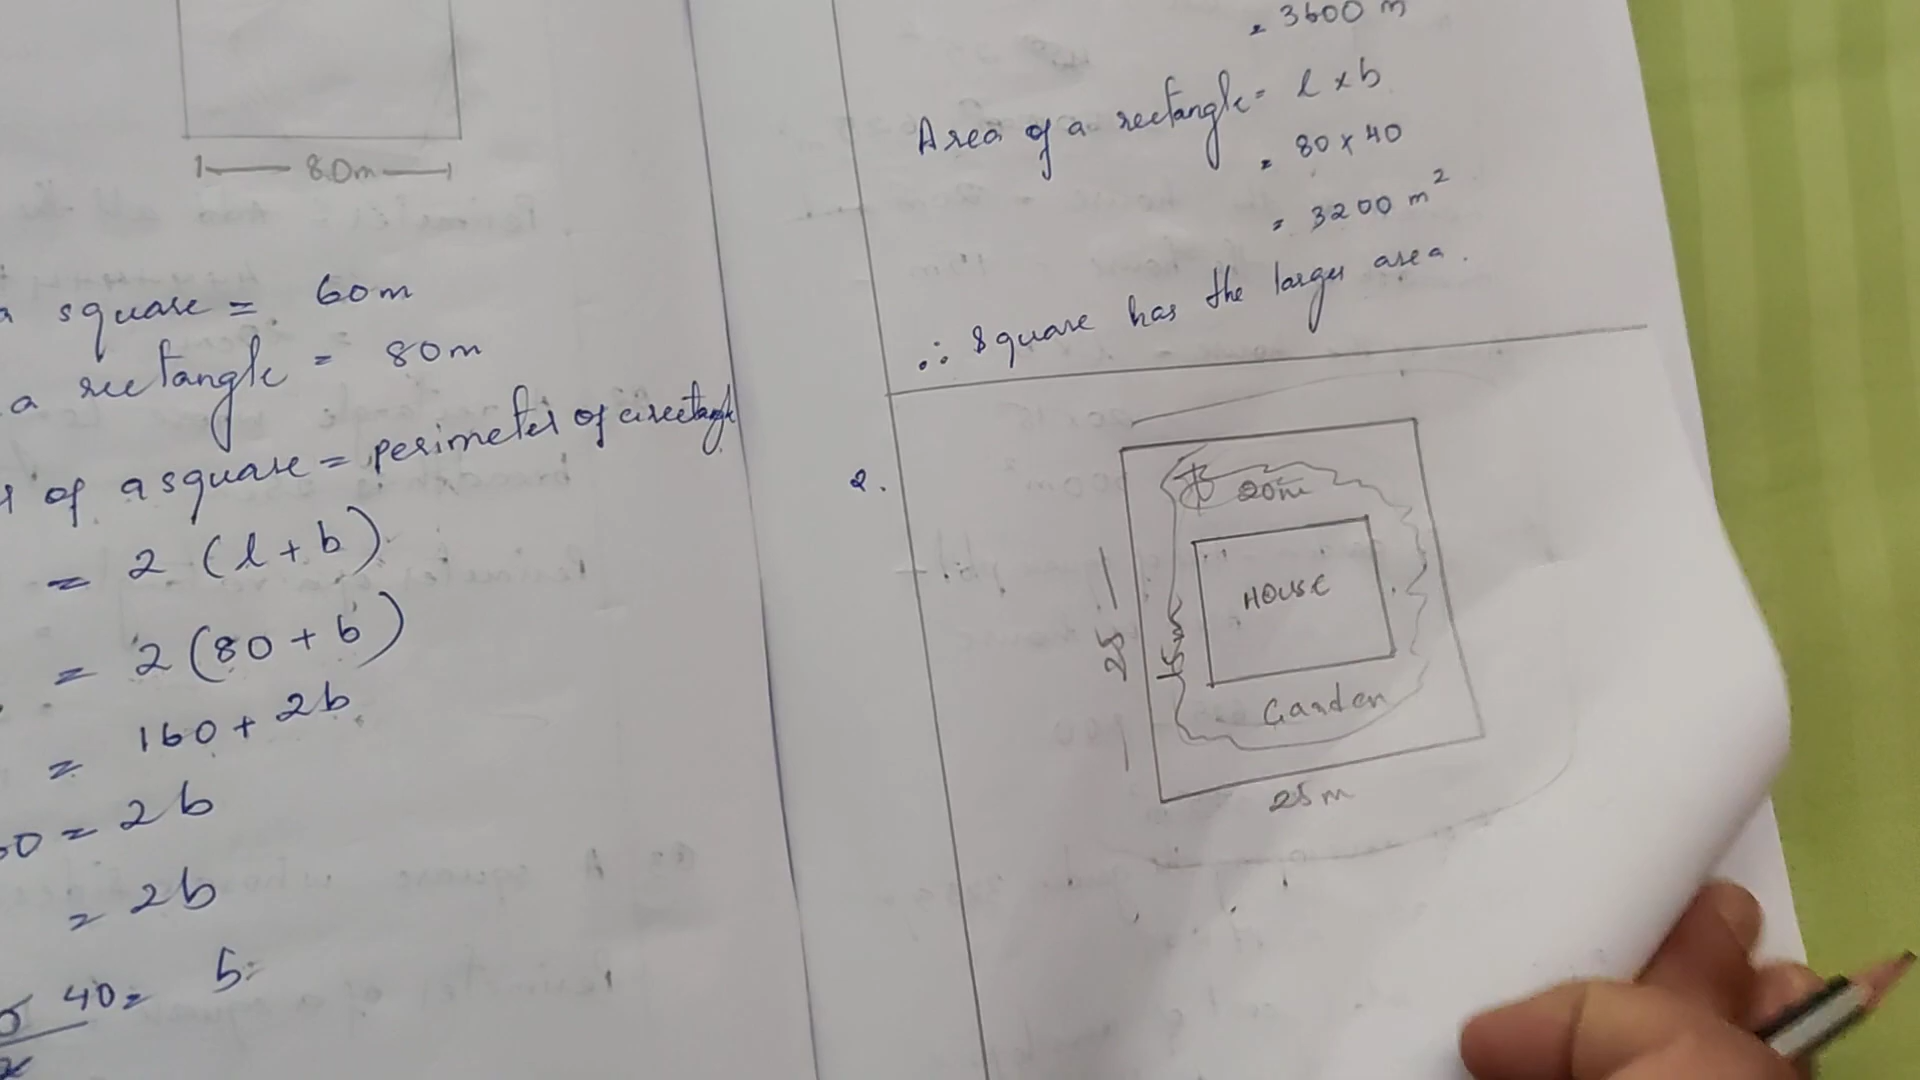 80m
a square = 60m
a rectangle = 80m
of a square = perimeter of a rectangle
= 2 (l + b)
= 2 (80 + b)
= 160 + 2b
= 2b
= 2b
40 = b
= 3600 m
Area of a rectangle = l x b
= 80 x 40
= 3200 m²
∴ Square has the larger area.
2.
20m
HOUSE
25
15m
Garden
25m